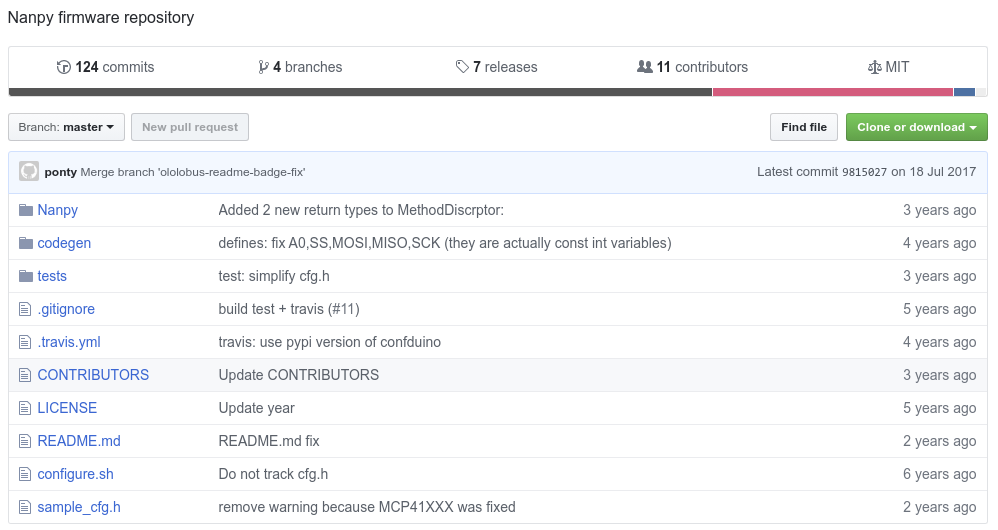 Nanpy firmware repository
124 commits 4 branches 7 releases 11 contributors MIT
Branch: master New pull request Find file Clone or download
ponty Merge branch 'ololobus-readme-badge-fix' Latest commit 9815027 on 18 Jul 2017
Nanpy Added 2 new return types to MethodDiscrptor: 3 years ago
codegen defines: fix A0,SS,MOSI,MISO,SCK (they are actually const int variables) 4 years ago
tests test: simplify cfg.h 3 years ago
.gitignore build test + travis (#11) 5 years ago
.travis.yml travis: use pypi version of confduino 4 years ago
CONTRIBUTORS Update CONTRIBUTORS 3 years ago
LICENSE Update year 5 years ago
README.md README.md fix 2 years ago
configure.sh Do not track cfg.h 6 years ago
sample_cfg.h remove warning because MCP41XXX was fixed 2 years ago